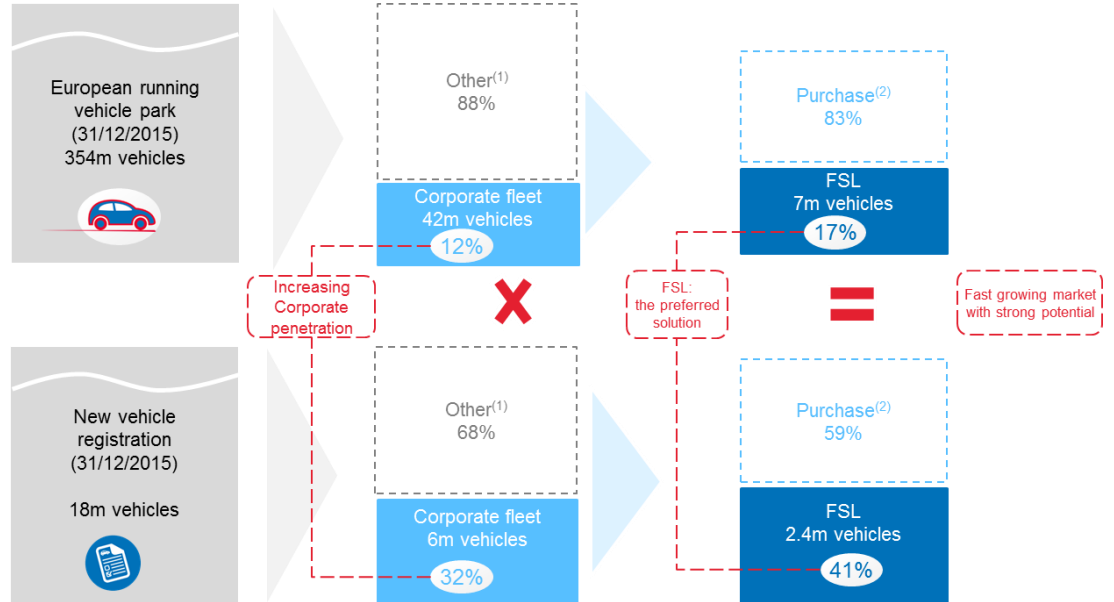 European running
vehicle park
(31/12/2015)
354m vehicles
Other(1)
88%
Corporate fleet
42m vehicles
12%
Purchase(2)
83%
FSL
7m vehicles
17%
Increasing
Corporate
penetration
FSL:
the preferred
solution
Fast growing market
with strong potential
New vehicle
registration
(31/12/2015)
18m vehicles
Other(1)
68%
Corporate fleet
6m vehicles
32%
Purchase(2)
59%
FSL
2.4m vehicles
41%